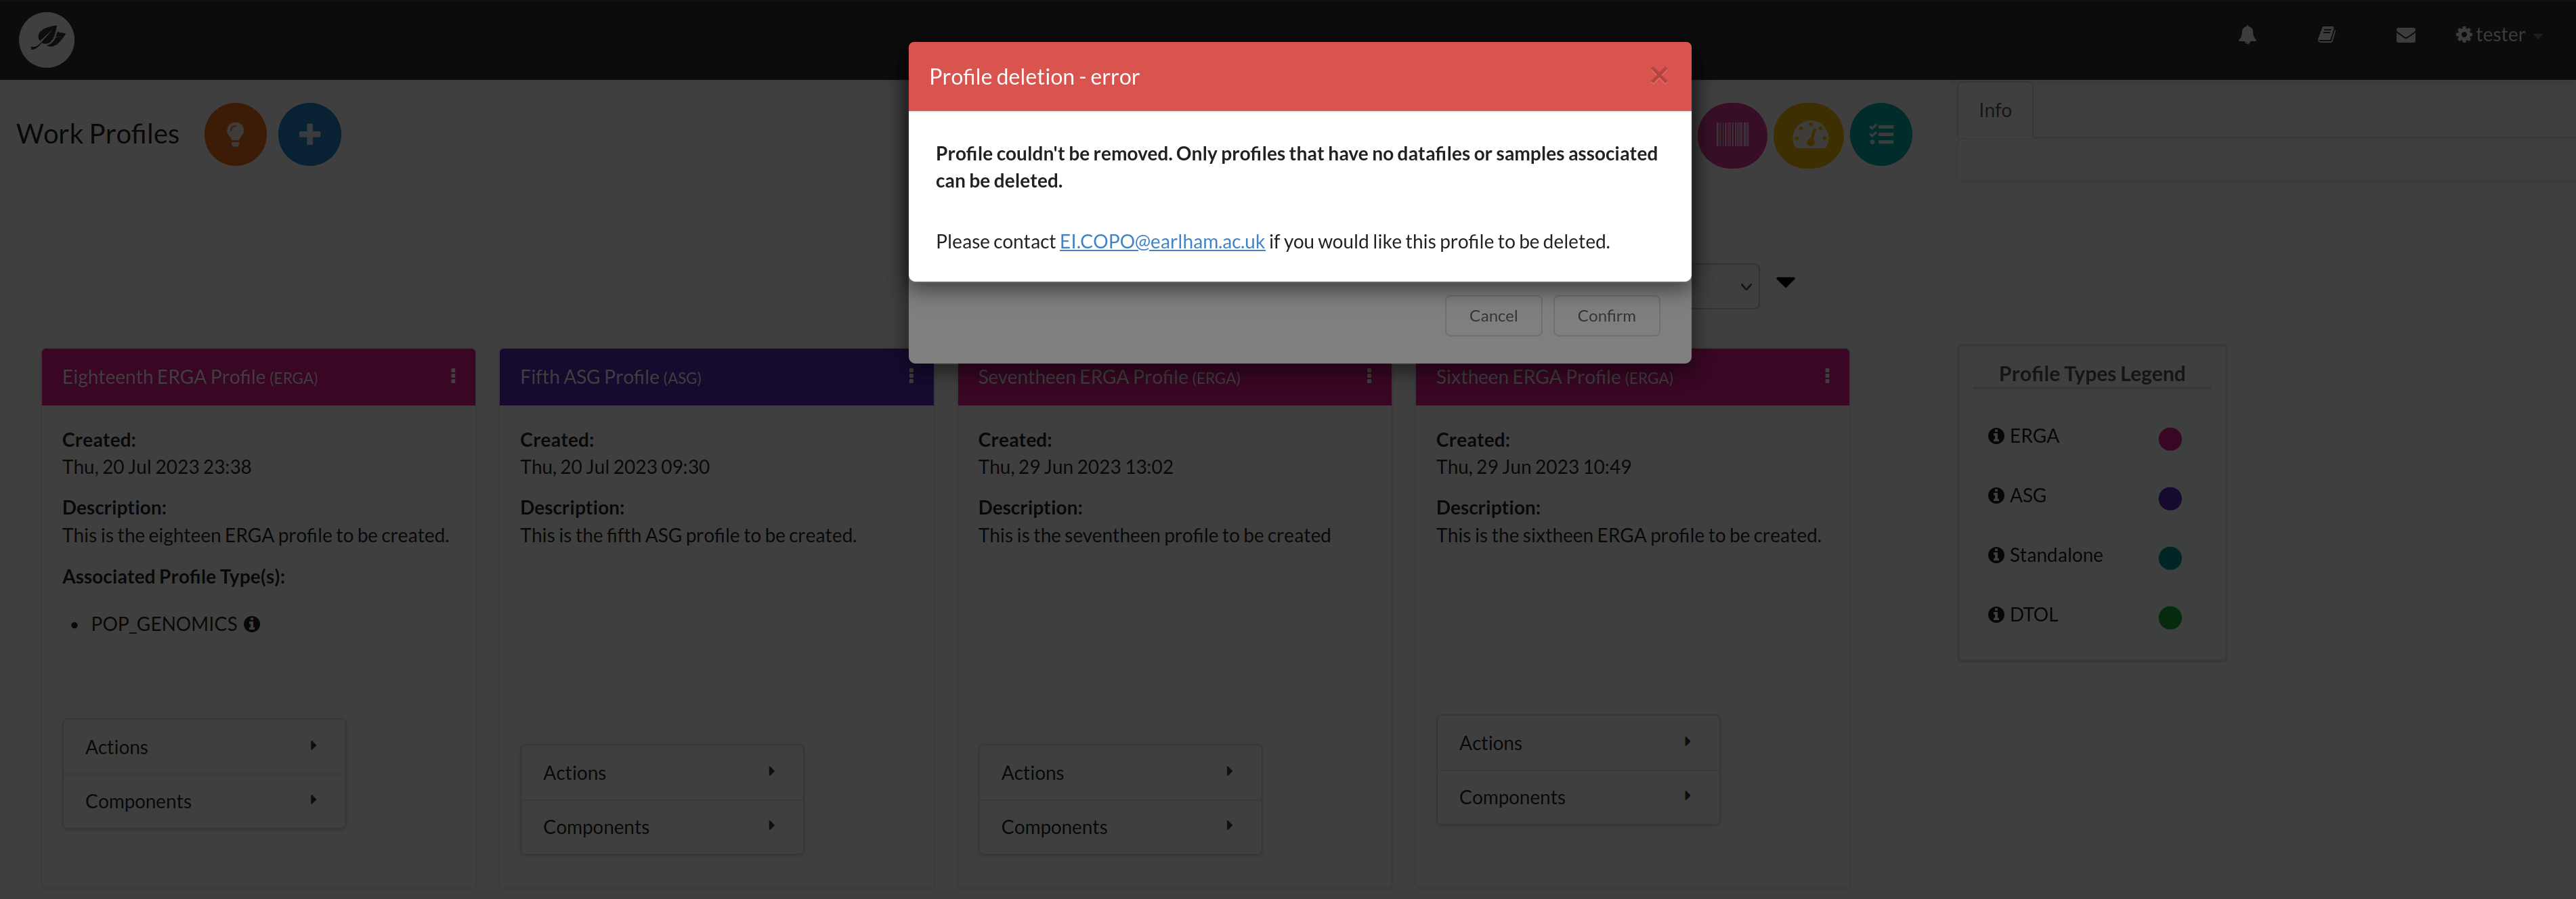 tester
Profile deletion - error
Work Profiles
Info
Profile couldn't be removed. Only profiles that have no datafiles or samples associated
can be deleted.
Please contact EI.COPO@earlham.ac.uk if you would like this profile to be deleted.
Cancel
Confirm
Eighteenth ERGA Profile (ERGA)
Created:
Thu, 20 Jul 2023 23:38
Description:
This is the eighteen ERGA profile to be created.
Associated Profile Type(s):
• POP_GENOMICS
Actions
Components
Fifth ASG Profile (ASG)
Created:
Thu, 20 Jul 2023 09:30
Description:
This is the fifth ASG profile to be created.
Actions
Components
Seventheen ERGA Profile (ERGA)
Created:
Thu, 29 Jun 2023 13:02
Description:
This is the seventheen profile to be created
Actions
Components
Sixtheen ERGA Profile (ERGA)
Created:
Thu, 29 Jun 2023 10:49
Description:
This is the sixtheen ERGA profile to be created.
Actions
Components
Profile Types Legend
ERGA
ASG
Standalone
DTOL